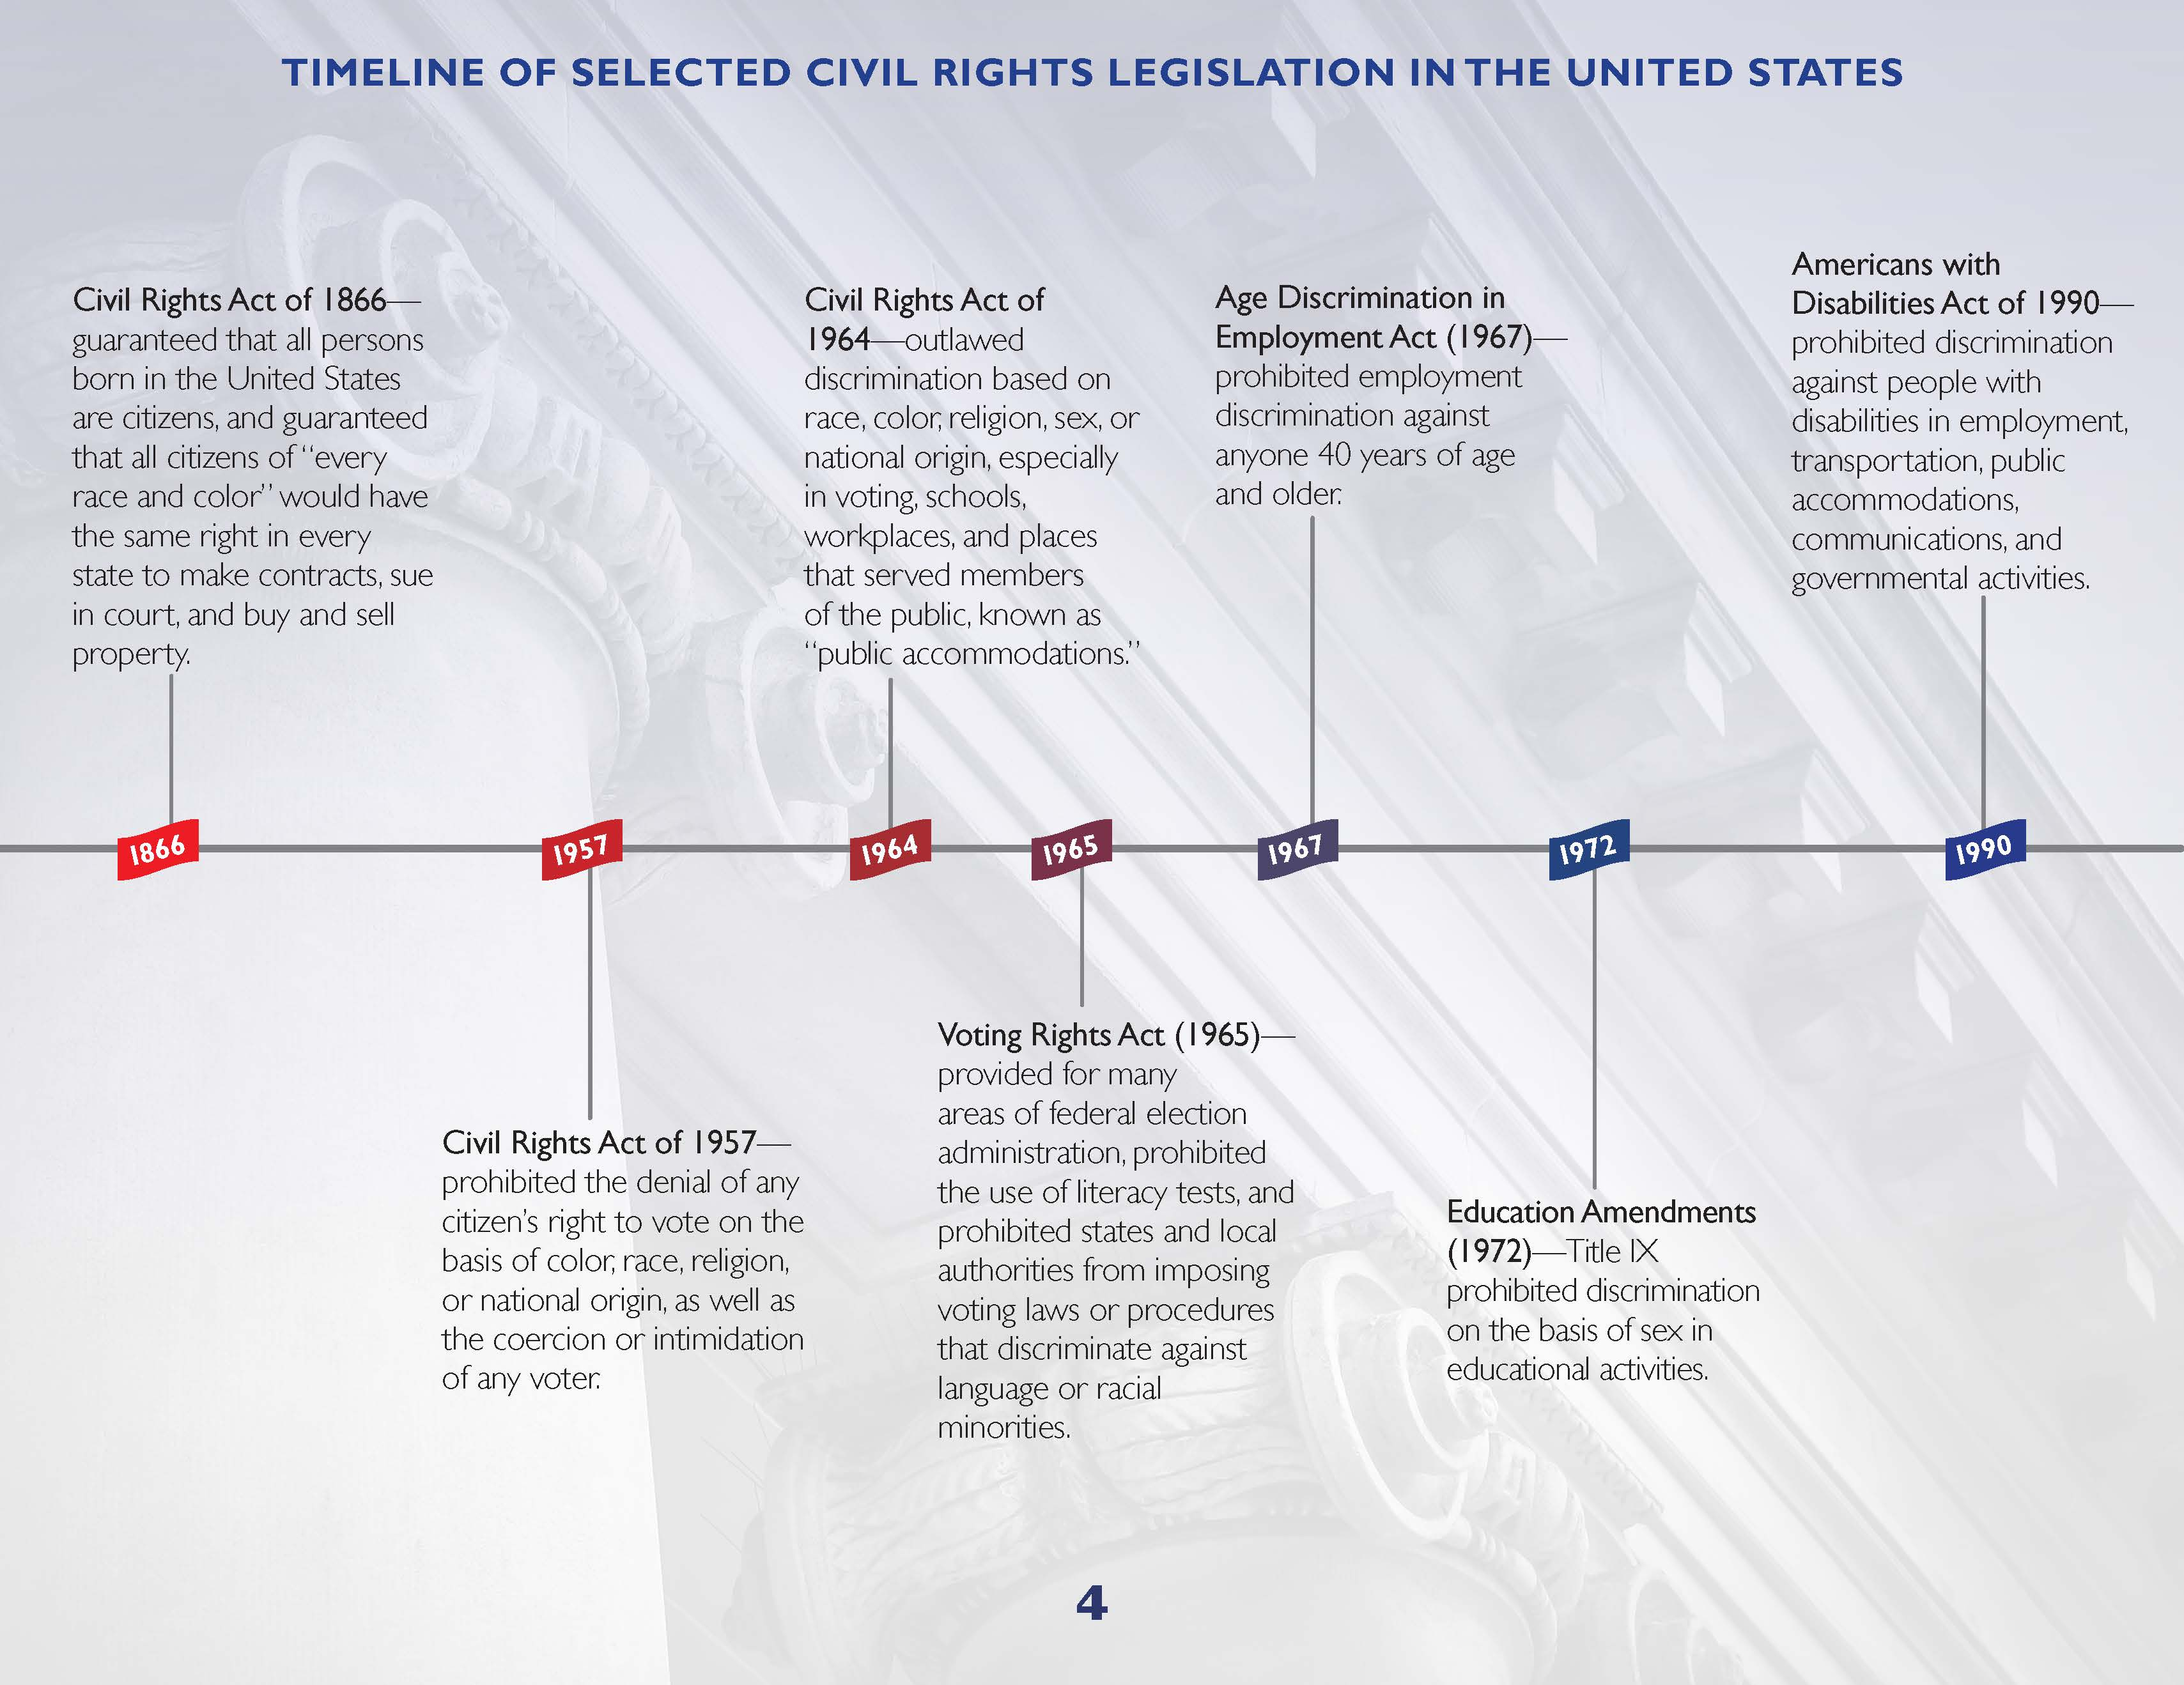 TIMELINE OF SELECTED CIVIL RIGHTS LEGISLATION IN THE UNITED STATES
Civil Rights Act of 1866—
guaranteed that all persons
born in the United States
are citizens, and guaranteed
that all citizens of “every
race and color” would have
the same right in every
state to make contracts, sue
in court, and buy and sell
property.
Civil Rights Act of
1964—outlawed
discrimination based on
race, color, religion, sex, or
national origin, especially
in voting, schools,
workplaces, and places
that served members
of the public, known as
“public accommodations.”
Age Discrimination in
Employment Act (1967)—
prohibited employment
discrimination against
anyone 40 years of age
and older.
Americans with
Disabilities Act of 1990—
prohibited discrimination
against people with
disabilities in employment,
transportation, public
accommodations,
communications, and
governmental activities.
1866
1957
1964
1965
1967
1972
1990
Civil Rights Act of 1957—
prohibited the denial of any
citizen’s right to vote on the
basis of color, race, religion,
or national origin, as well as
the coercion or intimidation
of any voter.
Voting Rights Act (1965)—
provided for many
areas of federal election
administration, prohibited
the use of literacy tests, and
prohibited states and local
authorities from imposing
voting laws or procedures
that discriminate against
language or racial
minorities.
Education Amendments
(1972)—Title IX
prohibited discrimination
on the basis of sex in
educational activities.
4